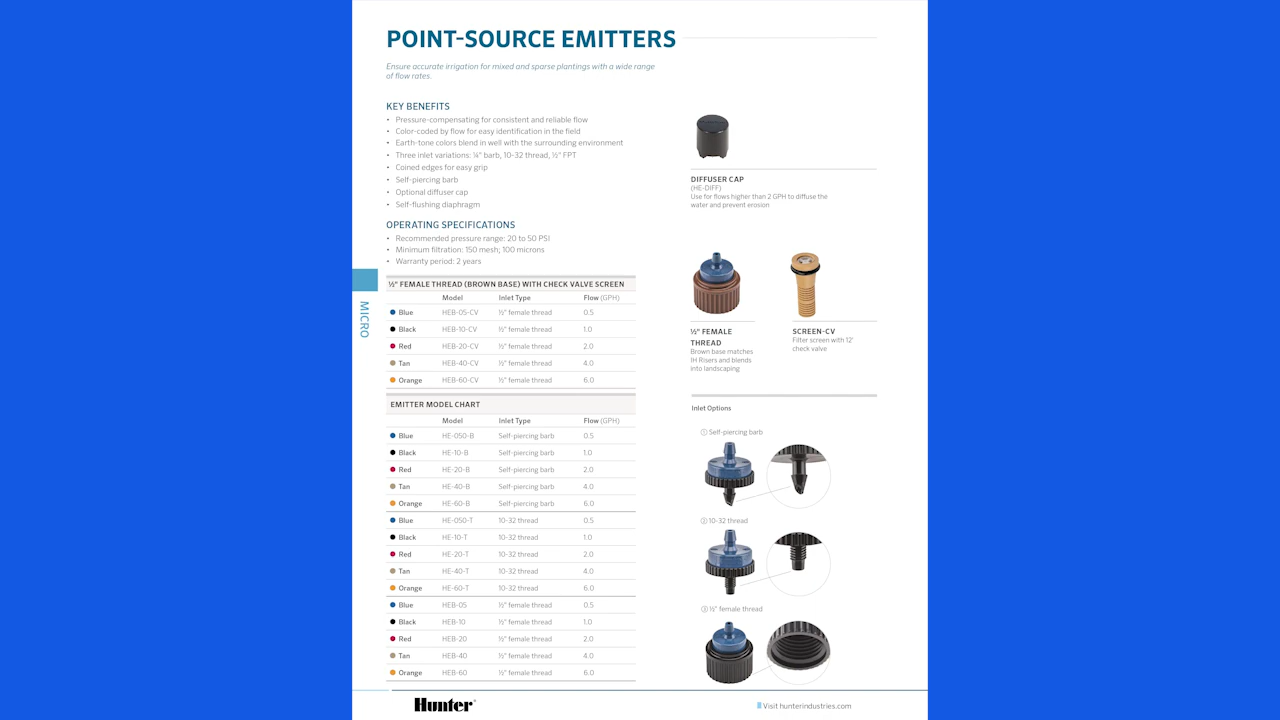 POINT-SOURCE EMITTERS
Ensure accurate irrigation for mixed and sparse plantings with a wide range
of flow rates.
KEY BENEFITS
• Pressure-compensating for consistent and reliable flow
• Color-coded by flow for easy identification in the field
• Earth-tone colors blend in well with the surrounding environment
• Three inlet variations: ¼" barb, 10-32 thread, ½" FPT
• Coined edges for easy grip
• Self-piercing barb
• Optional diffuser cap
• Self-flushing diaphragm
OPERATING SPECIFICATIONS
• Recommended pressure range: 20 to 50 PSI
• Minimum filtration: 150 mesh; 100 microns
• Warranty period: 2 years
MICRO
½" FEMALE THREAD (BROWN BASE) WITH CHECK VALVE SCREEN
Model Inlet Type Flow (GPH)
Blue HEB-05-CV ½" female thread 0.5
Black HEB-10-CV ½" female thread 1.0
Red HEB-20-CV ½" female thread 2.0
Tan HEB-40-CV ½" female thread 4.0
Orange HEB-60-CV ½" female thread 6.0
EMITTER MODEL CHART
Model Inlet Type Flow (GPH)
Blue HE-050-B Self-piercing barb 0.5
Black HE-10-B Self-piercing barb 1.0
Red HE-20-B Self-piercing barb 2.0
Tan HE-40-B Self-piercing barb 4.0
Orange HE-60-B Self-piercing barb 6.0
Blue HE-050-T 10-32 thread 0.5
Black HE-10-T 10-32 thread 1.0
Red HE-20-T 10-32 thread 2.0
Tan HE-40-T 10-32 thread 4.0
Orange HE-60-T 10-32 thread 6.0
Blue HEB-05 ½" female thread 0.5
Black HEB-10 ½" female thread 1.0
Red HEB-20 ½" female thread 2.0
Tan HEB-40 ½" female thread 4.0
Orange HEB-60 ½" female thread 6.0
DIFFUSER CAP
(HE-DIFF)
Use for flows higher than 2 GPH to diffuse the
water and prevent erosion
½" FEMALE
THREAD
Brown base matches
IH Risers and blends
into landscaping
SCREEN-CV
Filter screen with 12'
check valve
Inlet Options
① Self-piercing barb
② 10-32 thread
③ ½" female thread
Hunter®
Visit hunterindustries.com